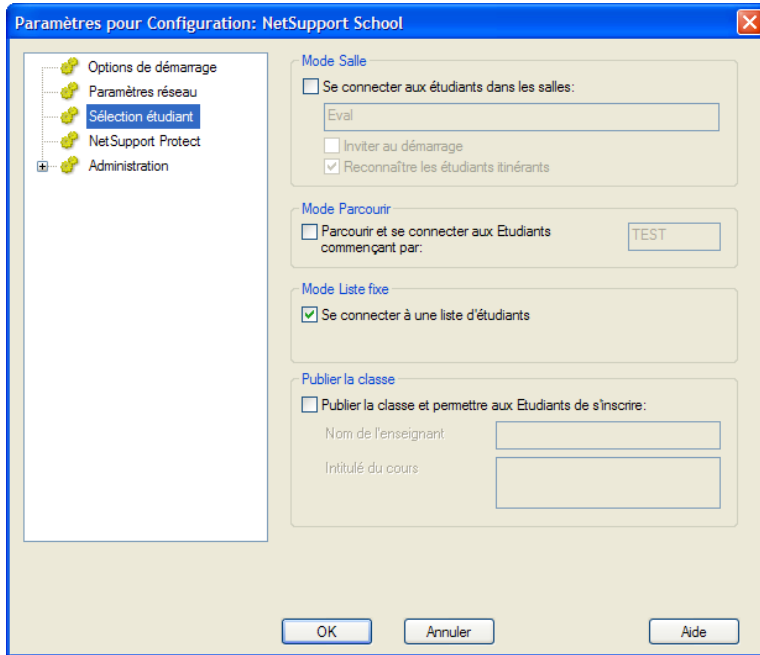 Paramètres pour Configuration: NetSupport School
Options de démarrage
Paramètres réseau
Sélection étudiant
NetSupport Protect
Administration
Mode Salle
Se connecter aux étudiants dans les salles:
Eval
Inviter au démarrage
Reconnaître les étudiants itinérants
Mode Parcourir
Parcourir et se connecter aux Etudiants
commençant par:
TEST
Mode Liste fixe
Se connecter à une liste d'étudiants
Publier la classe
Publier la classe et permettre aux Etudiants de s'inscrire:
Nom de l'enseignant
Intitulé du cours
OK
Annuler
Aide